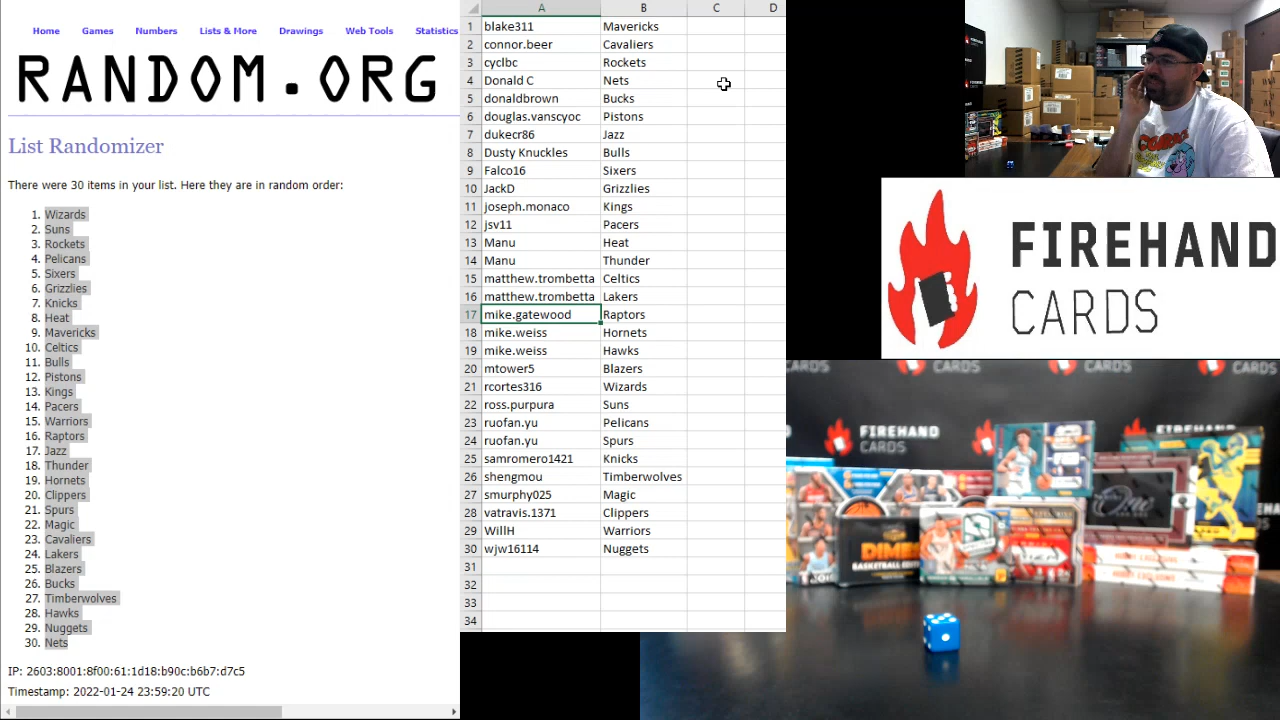 Home Games Numbers Lists & More Drawings Web Tools Statistics
RANDOM.ORG
List Randomizer
There were 30 items in your list. Here they are in random order:
1. Wizards
2. Suns
3. Rockets
4. Pelicans
5. Sixers
6. Grizzlies
7. Knicks
8. Heat
9. Mavericks
10. Celtics
11. Bulls
12. Pistons
13. Kings
14. Pacers
15. Warriors
16. Raptors
17. Jazz
18. Thunder
19. Hornets
20. Clippers
21. Spurs
22. Magic
23. Cavaliers
24. Lakers
25. Blazers
26. Bucks
27. Timberwolves
28. Hawks
29. Nuggets
30. Nets
IP: 2603:8001:8f00:61:1d18:b90c:b6b7:d7c5
Timestamp: 2022-01-24 23:59:20 UTC
A B C D
1 blake311 Mavericks
2 connor.beer Cavaliers
3 cyclbc Rockets
4 Donald C Nets
5 donaldbrown Bucks
6 douglas.vanscyoc Pistons
7 dukecr86 Jazz
8 Dusty Knuckles Bulls
9 Falco16 Sixers
10 JackD Grizzlies
11 joseph.monaco Kings
12 jsv11 Pacers
13 Manu Heat
14 Manu Thunder
15 matthew.trombetta Celtics
16 matthew.trombetta Lakers
17 mike.gatewood Raptors
18 mike.weiss Hornets
19 mike.weiss Hawks
20 mtower5 Blazers
21 rcortes316 Wizards
22 ross.purpura Suns
23 ruofan.yu Pelicans
24 ruofan.yu Spurs
25 samromero1421 Knicks
26 shengmou Timberwolves
27 smurphy025 Magic
28 vatravis.1371 Clippers
29 WillH Warriors
30 wjw16114 Nuggets
31
32
33
34
FIREHAND
CARDS
CARDS
CARDS
CARDS
FIREHAND
CARDS
FIREHAND
CARDS
One
DIME
BASKETBALL